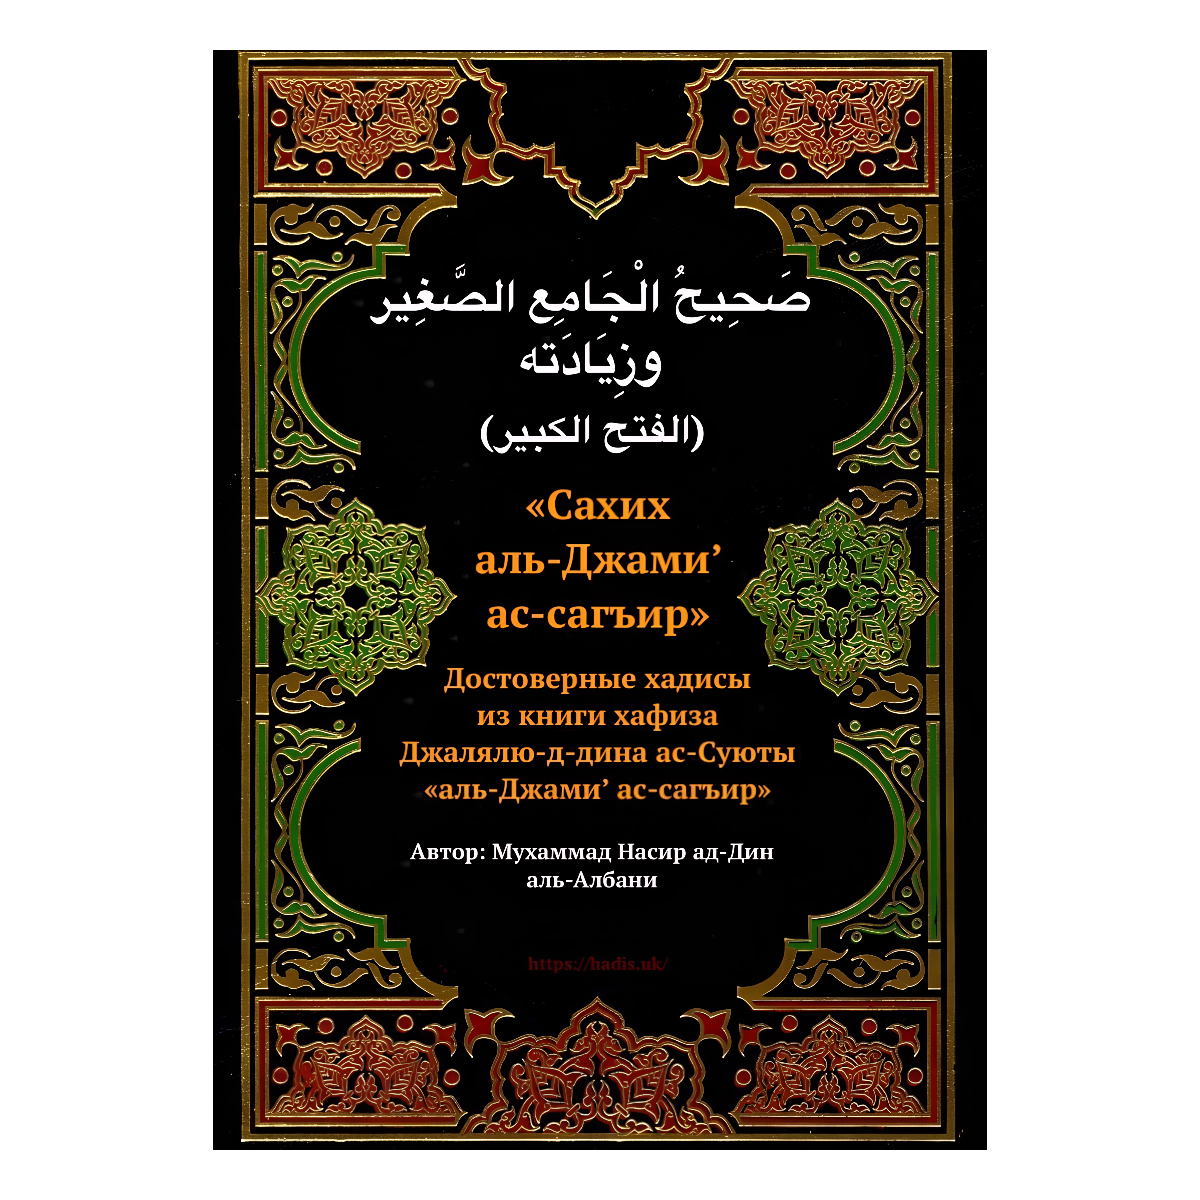 صَحِيحُ الْجَامِع الصَّغِير
وزِيَادَته
(الفتح الكبير)
«Сахих
аль-Джами’
ас-сагъир»
Достоверные хадисы
из книги хафиза
Джалялю-д-дина ас-Суюты
«аль-Джами’ ас-сагъир»
Автор: Мухаммад Насир ад-Дин
аль-Албани
https://hadis.uk/